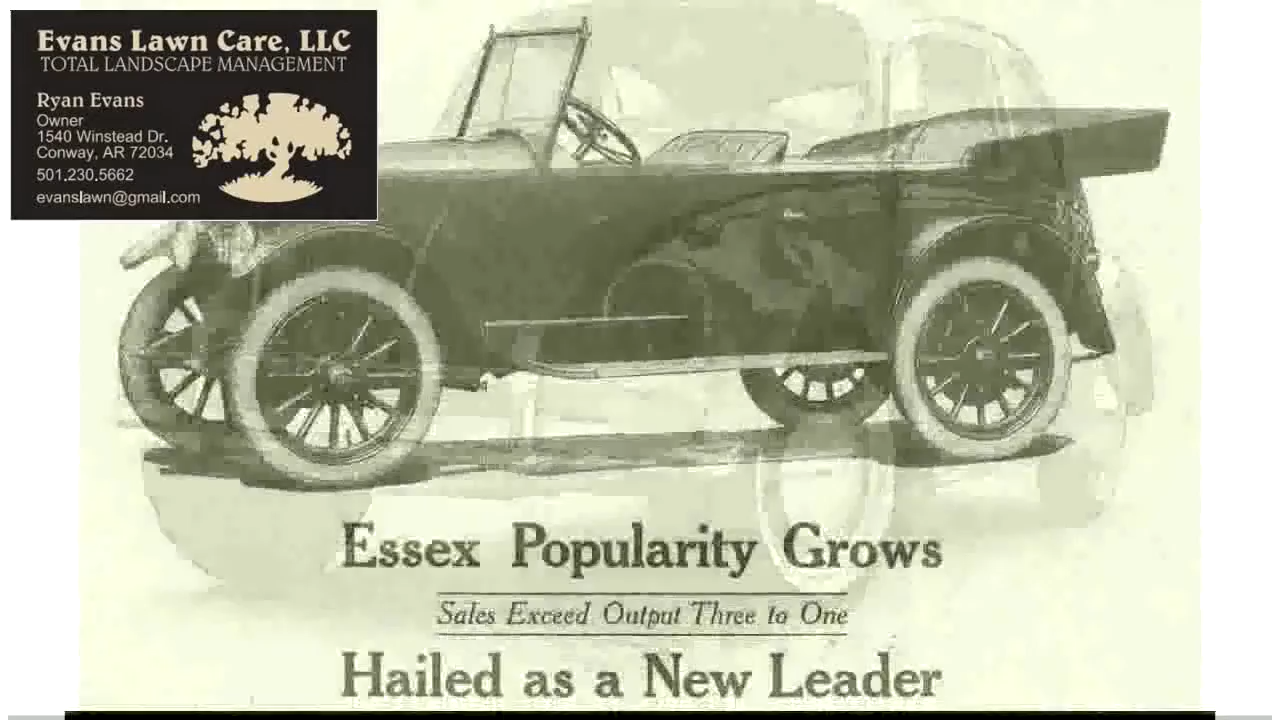 Evans Lawn Care, LLC
TOTAL LANDSCAPE MANAGEMENT
Ryan Evans
Owner
1540 Winstead Dr.
Conway, AR 72034
501.230.5662
evanslawn@gmail.com
Essex Popularity Grows
Sales Exceed Output Three to One
Hailed as a New Leader